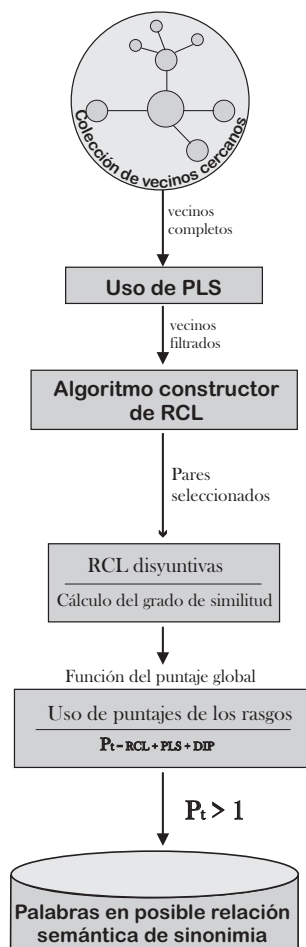 Colección de vecinos cercanos
vecinos
completos
Uso de PLS
vecinos
filtrados
Algoritmo constructor
de RCL
Pares
seleccionados
RCL disyuntivas
Cálculo del grado de similitud
Función del puntaje global
Uso de puntajes de los rasgos
Pt = RCL + PLS + DIP
Pt > 1
Palabras en posible relación
semántica de sinonimia